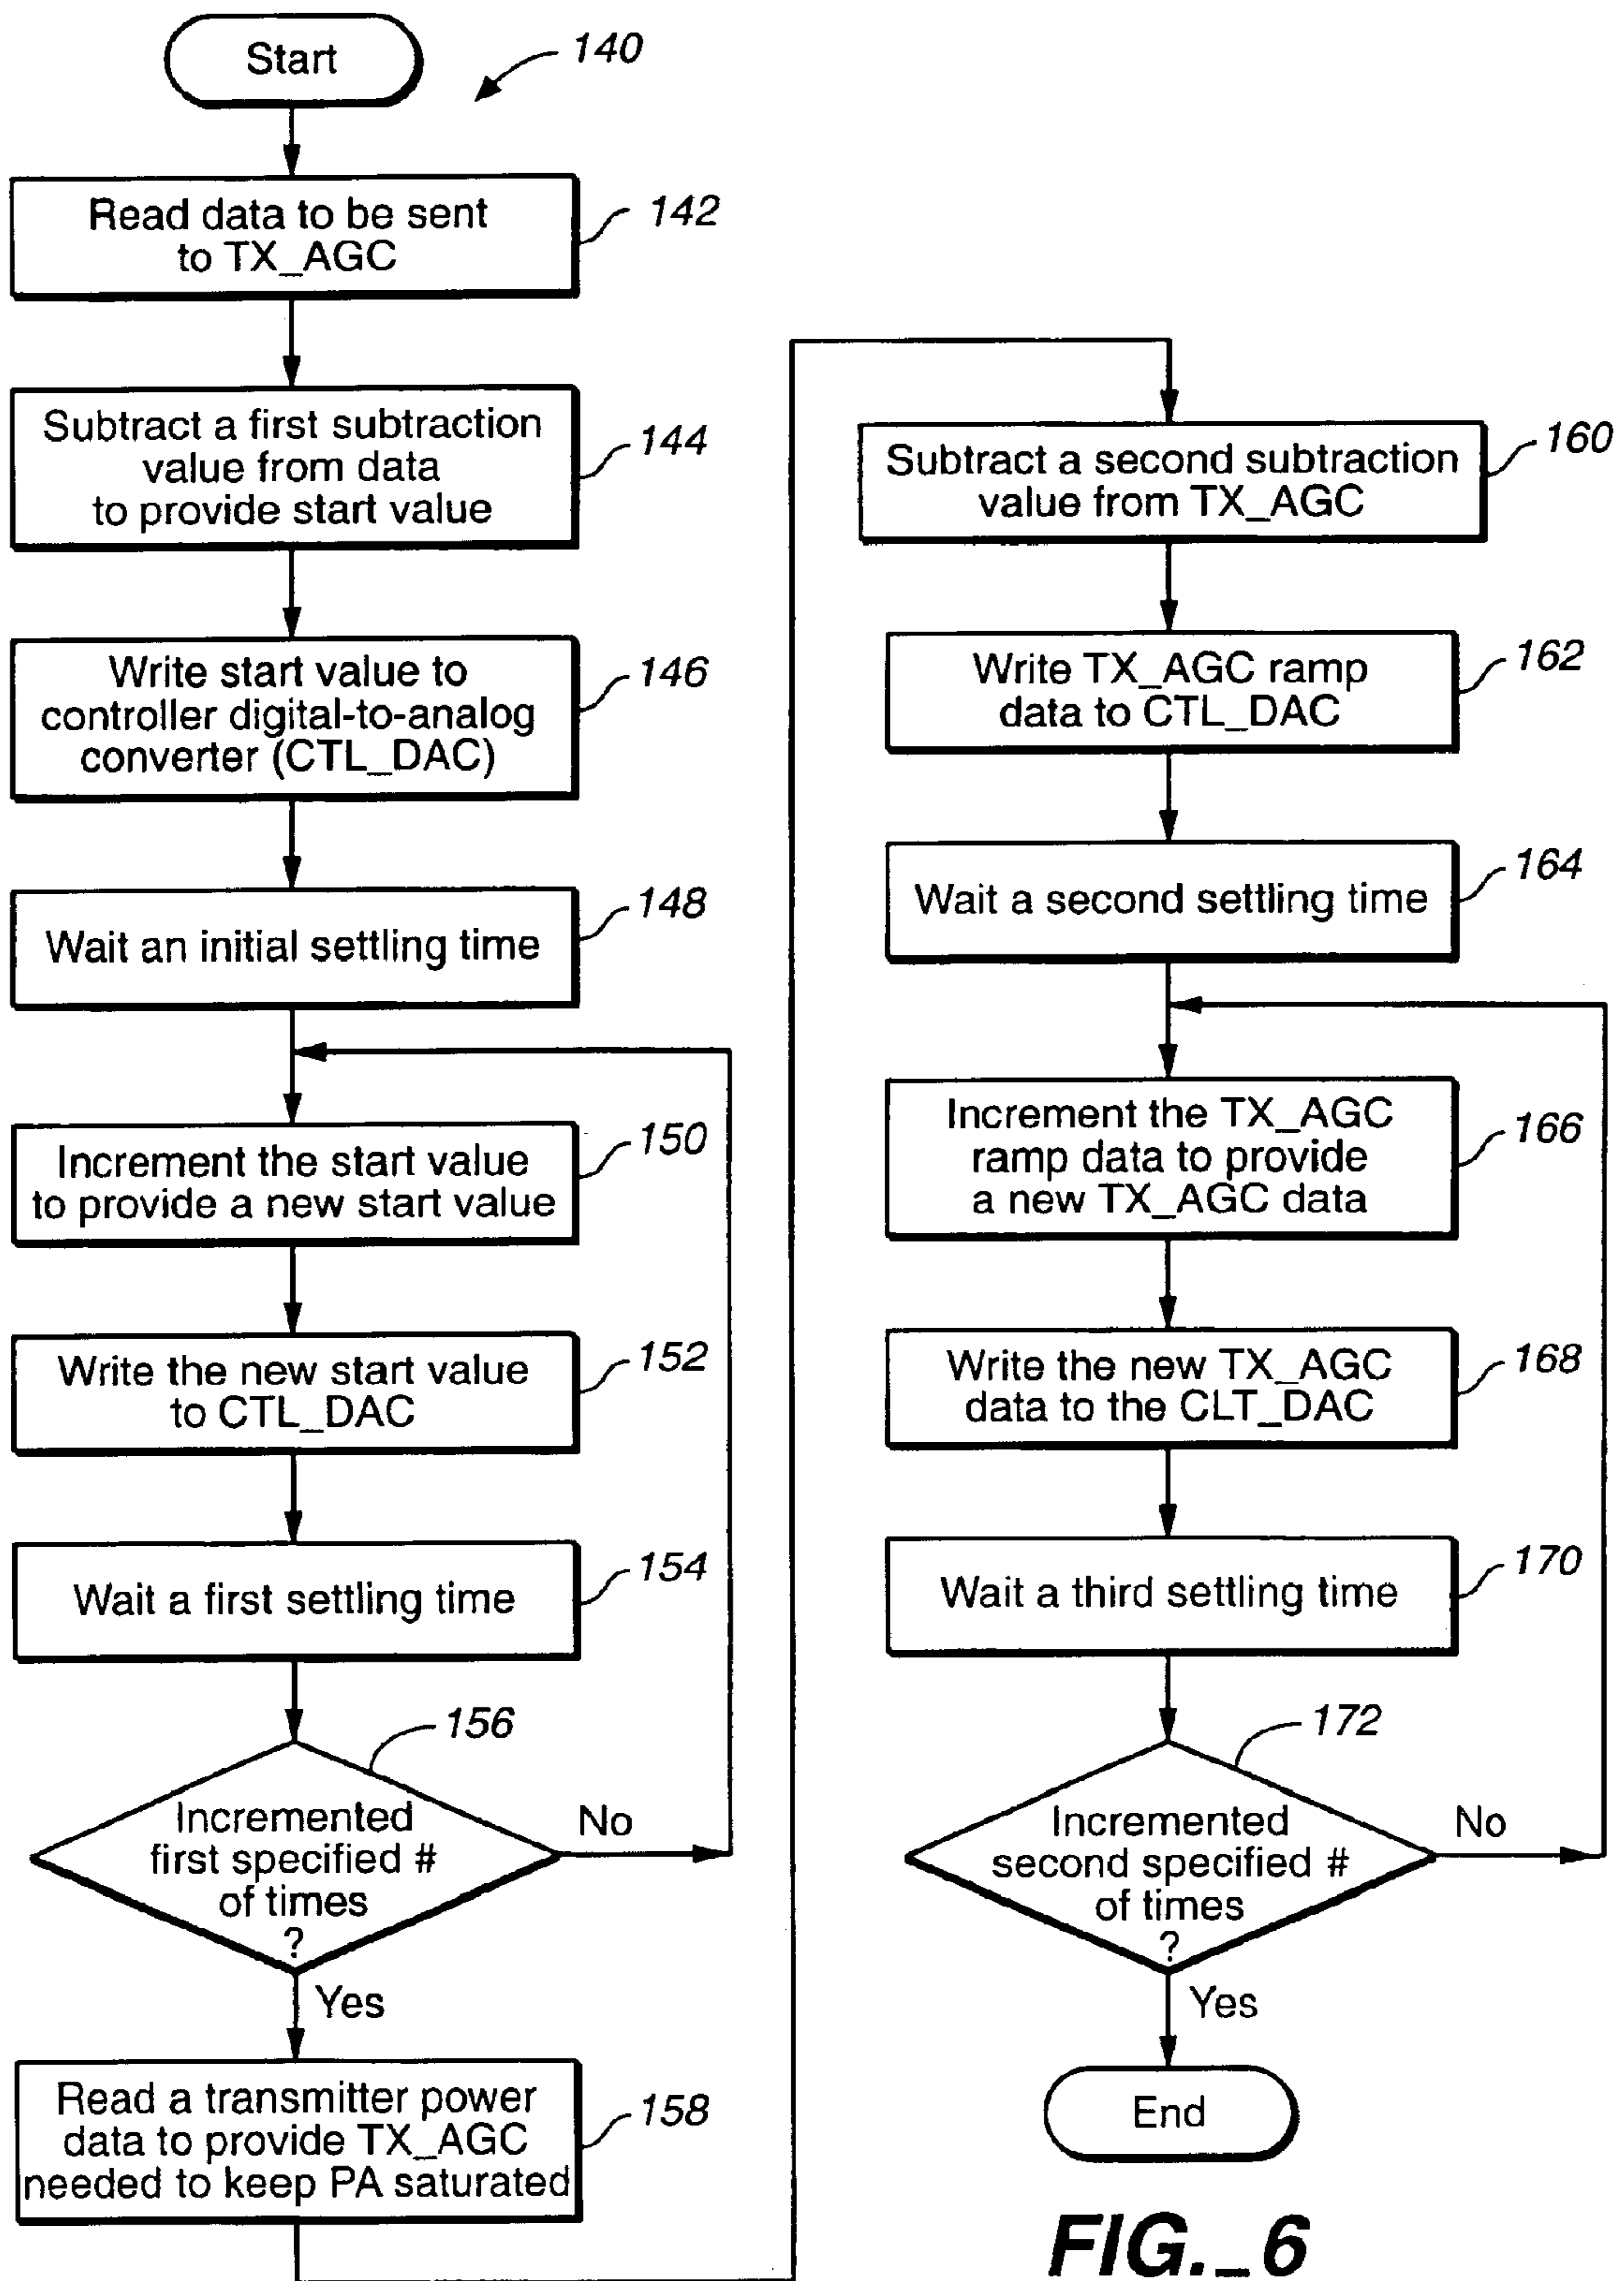 Start
140
Read data to be sent
to TX_AGC
142
Subtract a first subtraction
value from data
to provide start value
144
Write start value to
controller digital-to-analog
converter (CTL_DAC)
146
Wait an initial settling time
148
Increment the start value
to provide a new start value
150
Write the new start value
to CTL_DAC
152
Wait a first settling time
154
156
Incremented
first specified #
of times
?
No
Yes
Read a transmitter power
data to provide TX_AGC
needed to keep PA saturated
158
Subtract a second subtraction
value from TX_AGC
160
Write TX_AGC ramp
data to CTL_DAC
162
Wait a second settling time
164
Increment the TX_AGC
ramp data to provide
a new TX_AGC data
166
Write the new TX_AGC
data to the CLT_DAC
168
Wait a third settling time
170
172
Incremented
second specified #
of times
?
No
Yes
End
FIG._6